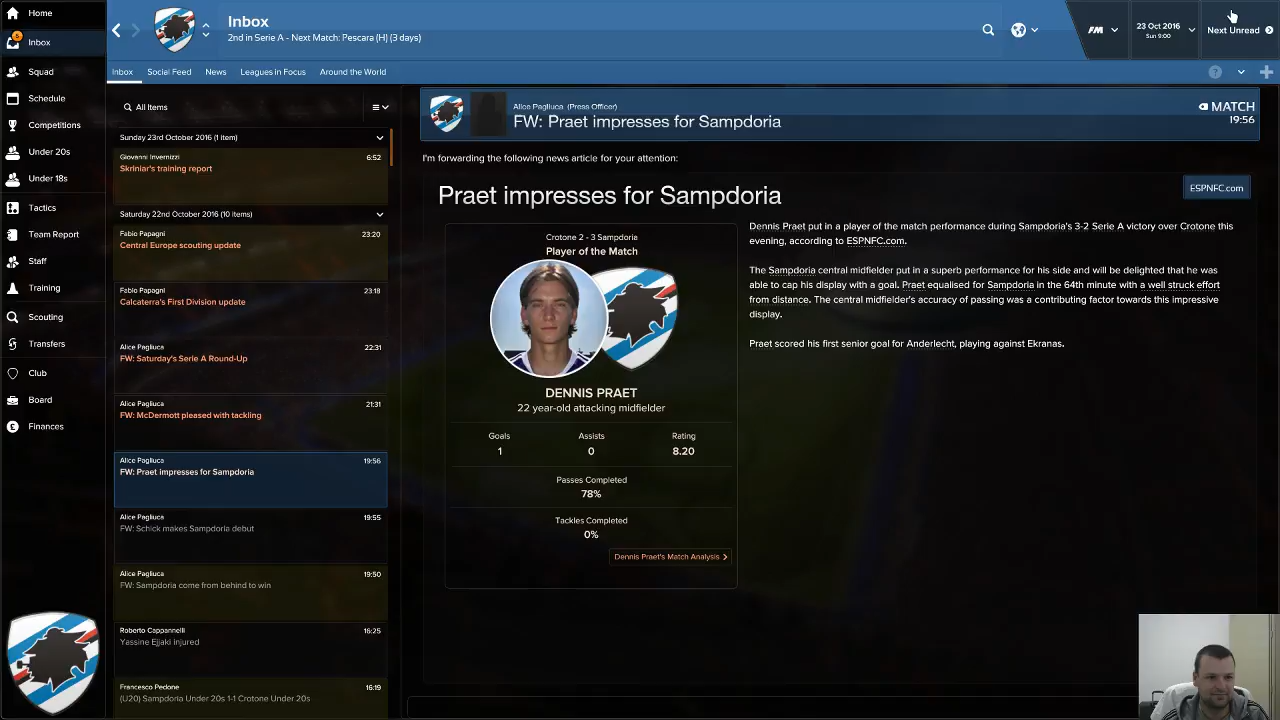 Home
Inbox
5
Squad
Schedule
Competitions
Under 20s
Under 18s
Tactics
Team Report
Staff
Training
Scouting
Transfers
Club
Board
Finances
Inbox
2nd in Serie A - Next Match: Pescara (H) (3 days)
FM
23 Oct 2016
Sun 9:00
Next Unread
Inbox
Social Feed
News
Leagues in Focus
Around the World
?
All Items
Sunday 23rd October 2016 (1 item)
Giovanni Invernizzi 6:52
Skriniar's training report
Saturday 22nd October 2016 (10 items)
Fabio Papagni 23:20
Central Europe scouting update
Fabio Papagni 23:18
Calcaterra's First Division update
Alice Pagliuca 22:31
FW: Saturday's Serie A Round-Up
Alice Pagliuca 21:31
FW: McDermott pleased with tackling
Alice Pagliuca 19:56
FW: Praet impresses for Sampdoria
Alice Pagliuca 19:55
FW: Schick makes Sampdoria debut
Alice Pagliuca 19:50
FW: Sampdoria come from behind to win
Roberto Cappannelli 16:25
Yassine Ejjaki injured
Francesco Pedone 16:19
(U20) Sampdoria Under 20s 1-1 Crotone Under 20s
Alice Pagliuca (Press Officer)
FW: Praet impresses for Sampdoria
MATCH
19:56
I'm forwarding the following news article for your attention:
Praet impresses for Sampdoria
ESPNFC.com
Crotone 2 - 3 Sampdoria
Player of the Match
DENNIS PRAET
22 year-old attacking midfielder
Goals Assists Rating
1 0 8.20
Passes Completed
78%
Tackles Completed
0%
Dennis Praet's Match Analysis
Dennis Praet put in a player of the match performance during Sampdoria's 3-2 Serie A victory over Crotone this
evening, according to ESPNFC.com.
The Sampdoria central midfielder put in a superb performance for his side and will be delighted that he was
able to cap his display with a goal. Praet equalised for Sampdoria in the 64th minute with a well struck effort
from distance. The central midfielder's accuracy of passing was a contributing factor towards this impressive
display.
Praet scored his first senior goal for Anderlecht, playing against Ekranas.